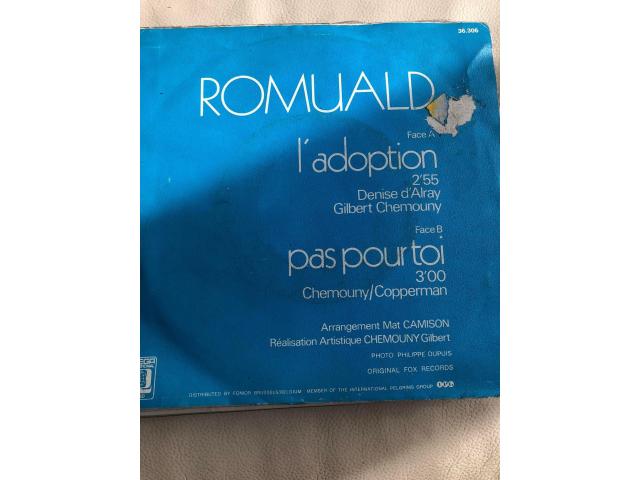 36.306
ROMUALD
Face A
l'adoption
2'55
Denise d'Alray
Gilbert Chemouny
Face B
pas pour toi
3'00
Chemouny/Copperman
Arrangement Mat CAMISON
Réalisation Artistique CHEMOUNY Gilbert
PHOTO PHILIPPE DUPUIS
ORIGINAL FOX RECORDS
DISTRIBUTED BY FONIOR BRUSSELS/BELGIUM - MEMBER OF THE INTERNATIONAL PELGRIMS GROUP